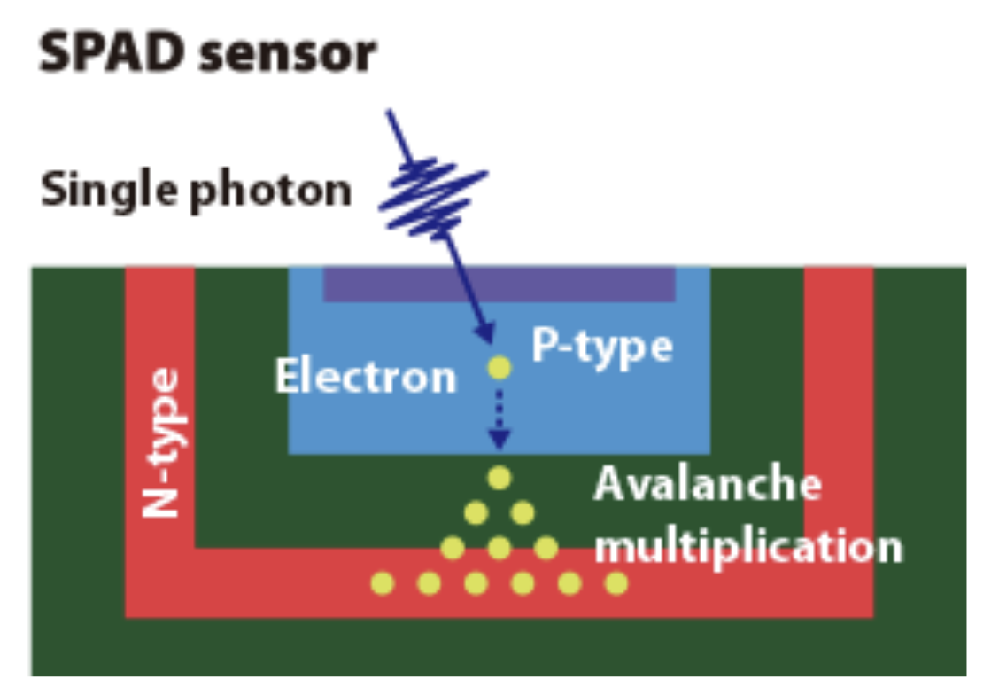 SPAD sensor
Single photon
P-type
Electron
N-type
Avalanche
multiplication